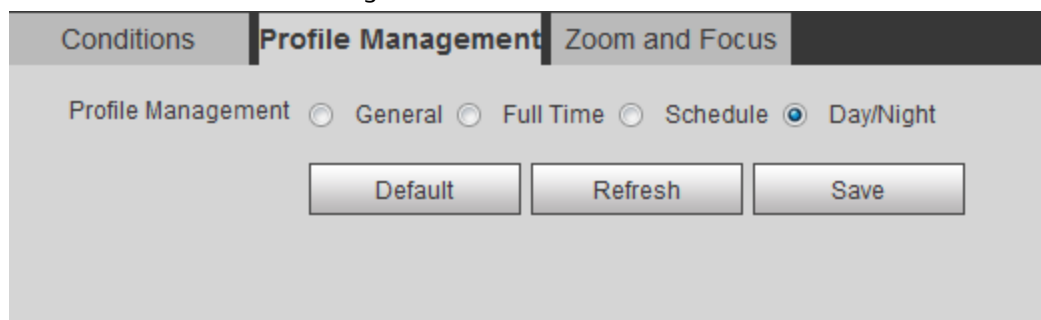 Conditions Profile Management Zoom and Focus
Profile Management General Full Time Schedule Day/Night
Default Refresh Save